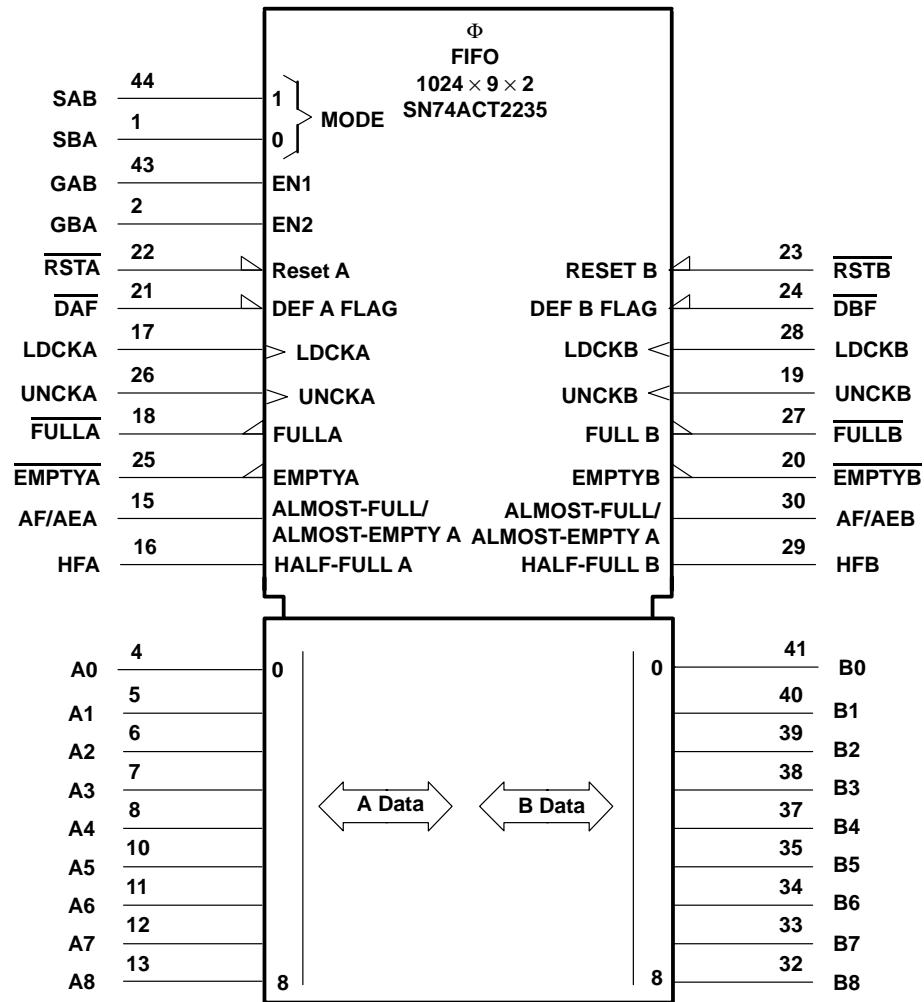 Φ
FIFO
1024 × 9 × 2
SN74ACT2235
SAB 44 1
MODE
SBA 1 0
GAB 43 EN1
GBA 2 EN2
RSTA 22 Reset A RESET B 23 RSTB
DAF 21 DEF A FLAG DEF B FLAG 24 DBF
LDCKA 17 LDCKA LDCKB 28 LDCKB
UNCKA 26 UNCKA UNCKB 19 UNCKB
FULLA 18 FULLA FULL B 27 FULLB
EMPTYA 25 EMPTYA EMPTYB 20 EMPTYB
AF/AEA 15 ALMOST-FULL/ ALMOST-FULL/ 30 AF/AEB
ALMOST-EMPTY A ALMOST-EMPTY A
HFA 16 HALF-FULL A HALF-FULL B 29 HFB
A0 4 0 0 41 B0
A1 5 40 B1
A2 6 39 B2
A3 7 38 B3
A Data B Data
A4 8 37 B4
A5 10 35 B5
A6 11 34 B6
A7 12 33 B7
A8 13 8 8 32 B8